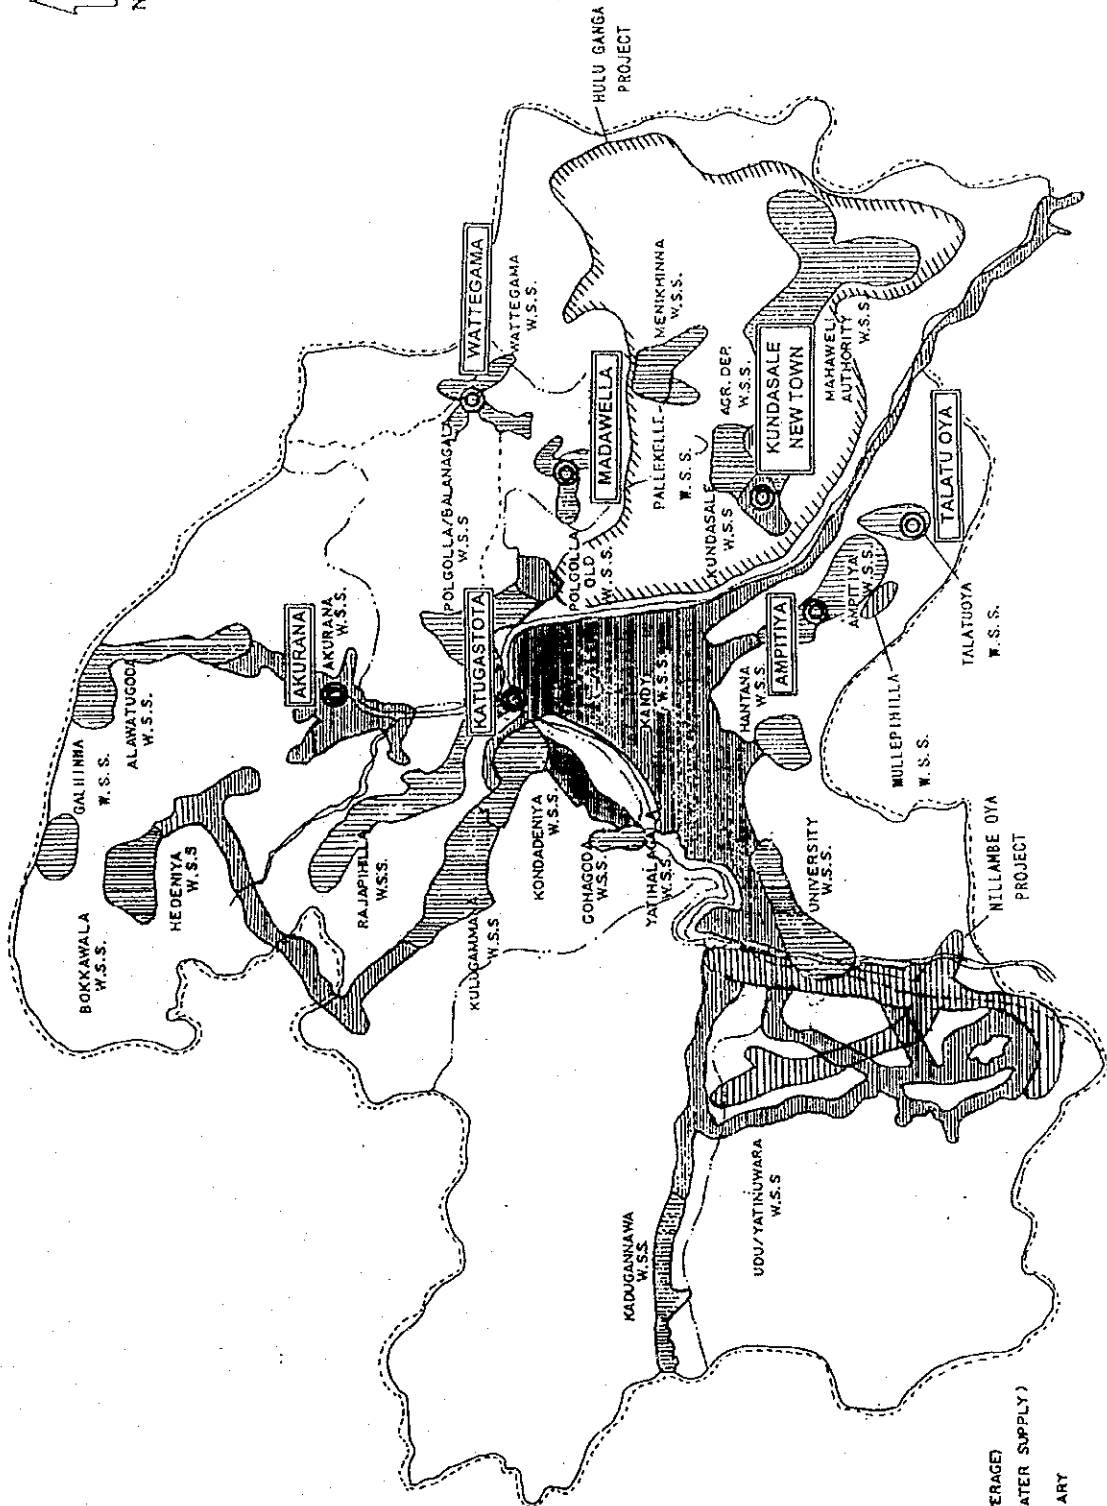 N
HULU GANGA
PROJECT
WATTEGAMA
WATTEGAMA
W.S.S.
MENIKHINNA
W.S.S.
POLGOLLA/BALANAGALA
W.S.S
MADAWELLA
PALLEKELLE
W.S.S.
AGR. DEP.
W.S.S.
KUNDASALE
NEW TOWN
MAHAWELI
AUTHORITY
W.S.S.
KUNDASALE
W.S.S
POLGOLLA
OLD
W.S.S.
TALATU OYA
TALATUOYA
W.S.S.
AMPITIYA
W.S.S.
AMPITIYA
MULLEPIHILLA
W.S.S.
AKURANA
AKURANA
W.S.S.
KATUGASTOTA
KANDY
W.S.S.
HANTANA
W.S.S.
GALHINNA
W.S.S.
ALAWATUGODA
W.S.S.
BOKKAWALA
W.S.S.
HEDENIYA
W.S.S
RAJAPIHILLA
W.S.S.
KULUGAMMANA
W.S.S
KONDADENIYA
W.S.S.
GOHAGODA
W.S.S.
YATIHALAGALA
W.S.S.
UNIVERSITY
W.S.S.
NILLAMBE OYA
PROJECT
KADUGANNAWA
W.S.S.
UDU/YATINUWARA
W.S.S
ERAGE)
ATER SUPPLY)
ARY